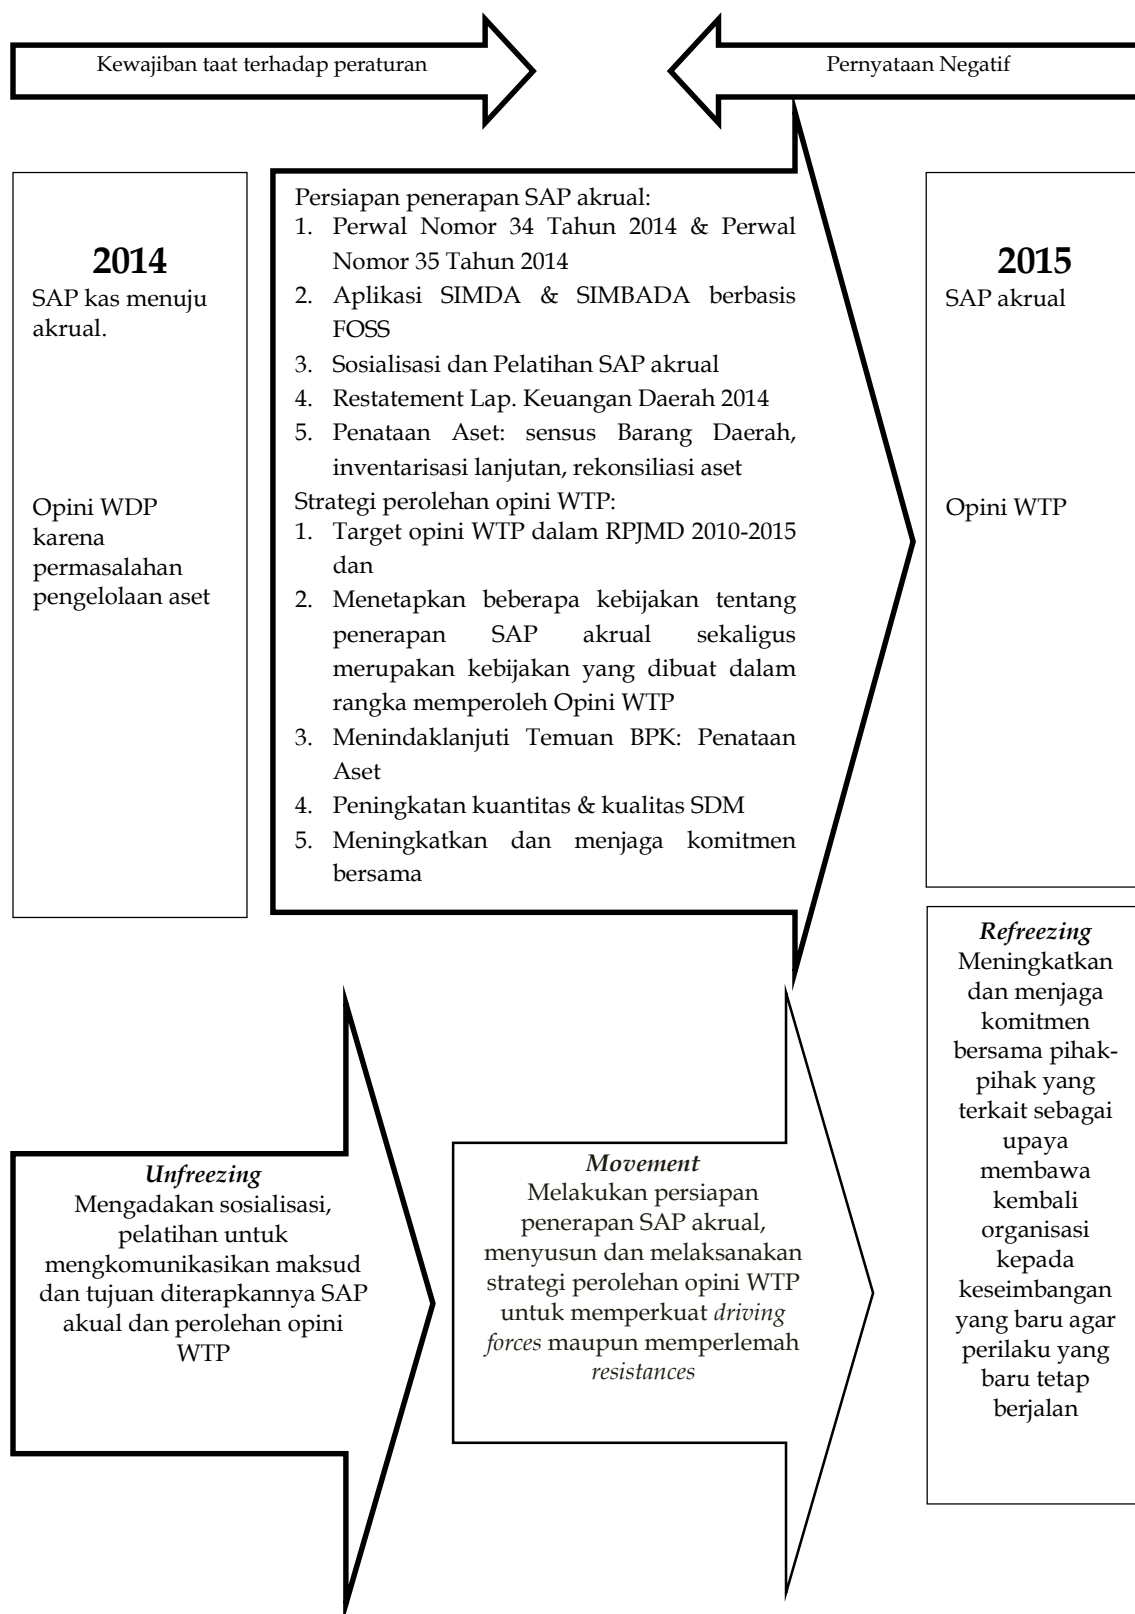 Kewajiban taat terhadap peraturan
Pernyataan Negatif
2014
SAP kas menuju
akrual.
Opini WDP
karena
permasalahan
pengelolaan aset
Persiapan penerapan SAP akrual:
1. Perwal Nomor 34 Tahun 2014 & Perwal
Nomor 35 Tahun 2014
2. Aplikasi SIMDA & SIMBADA berbasis
FOSS
3. Sosialisasi dan Pelatihan SAP akrual
4. Restatement Lap. Keuangan Daerah 2014
5. Penataan Aset: sensus Barang Daerah,
inventarisasi lanjutan, rekonsiliasi aset
Strategi perolehan opini WTP:
1. Target opini WTP dalam RPJMD 2010-2015
dan
2. Menetapkan beberapa kebijakan tentang
penerapan SAP akrual sekaligus
merupakan kebijakan yang dibuat dalam
rangka memperoleh Opini WTP
3. Menindaklanjuti Temuan BPK: Penataan
Aset
4. Peningkatan kuantitas & kualitas SDM
5. Meningkatkan dan menjaga komitmen
bersama
2015
SAP akrual
Opini WTP
Unfreezing
Mengadakan sosialisasi,
pelatihan untuk
mengkomunikasikan maksud
dan tujuan diterapkannya SAP
akual dan perolehan opini
WTP
Movement
Melakukan persiapan
penerapan SAP akrual,
menyusun dan melaksanakan
strategi perolehan opini WTP
untuk memperkuat driving
forces maupun memperlemah
resistances
Refreezing
Meningkatkan
dan menjaga
komitmen
bersama pihak-
pihak yang
terkait sebagai
upaya
membawa
kembali
organisasi
kepada
keseimbangan
yang baru agar
perilaku yang
baru tetap
berjalan